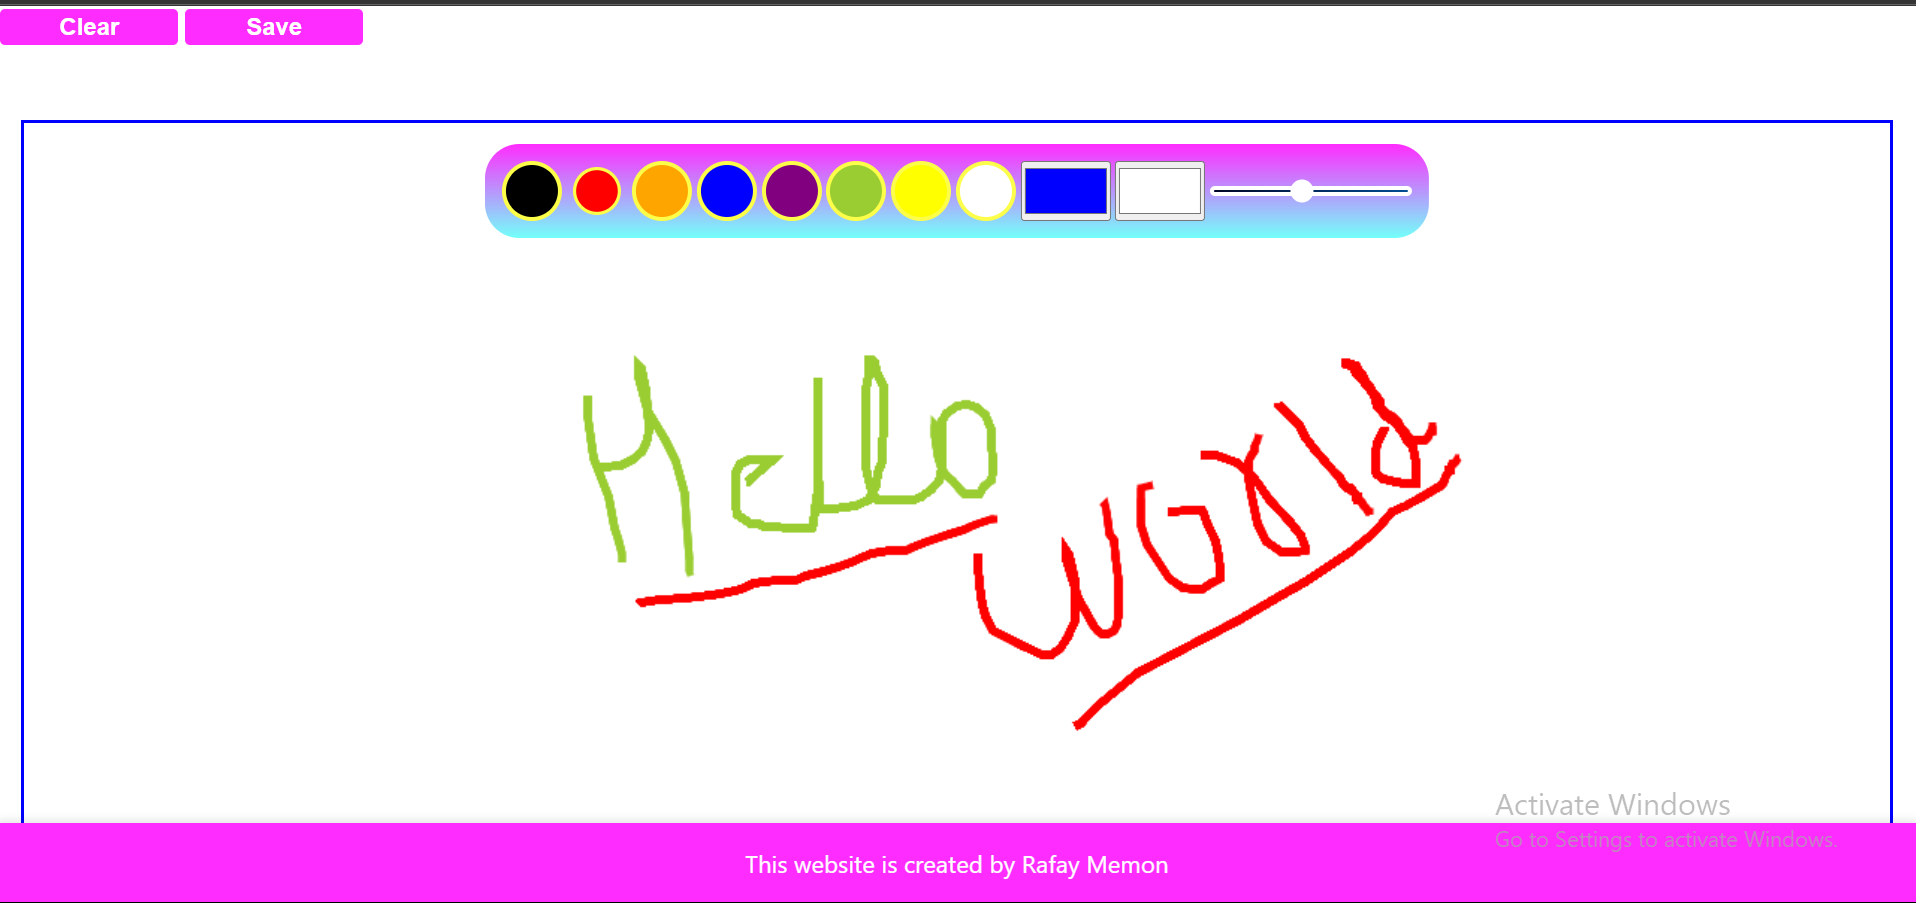 Clear Save
Hello
World
Activate Windows
Go to Settings to activate Windows.
This website is created by Rafay Memon